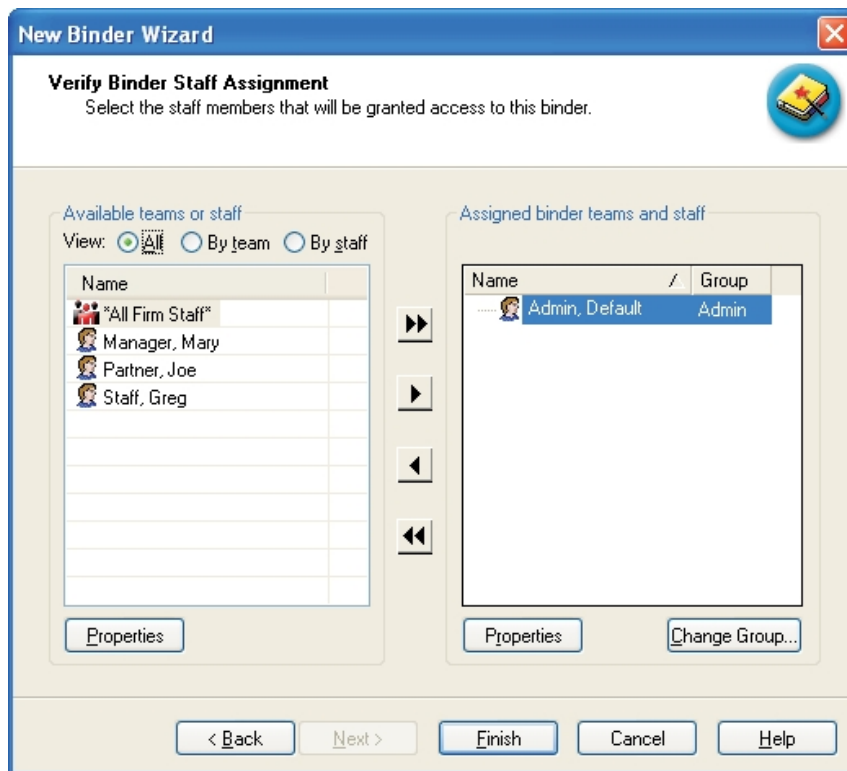 New Binder Wizard
Verify Binder Staff Assignment
Select the staff members that will be granted access to this binder.
Available teams or staff
View: All By team By staff
Name
*All Firm Staff*
Manager, Mary
Partner, Joe
Staff, Greg
Properties
Assigned binder teams and staff
Name Group
Admin, Default Admin
Properties Change Group...
< Back Next > Finish Cancel Help